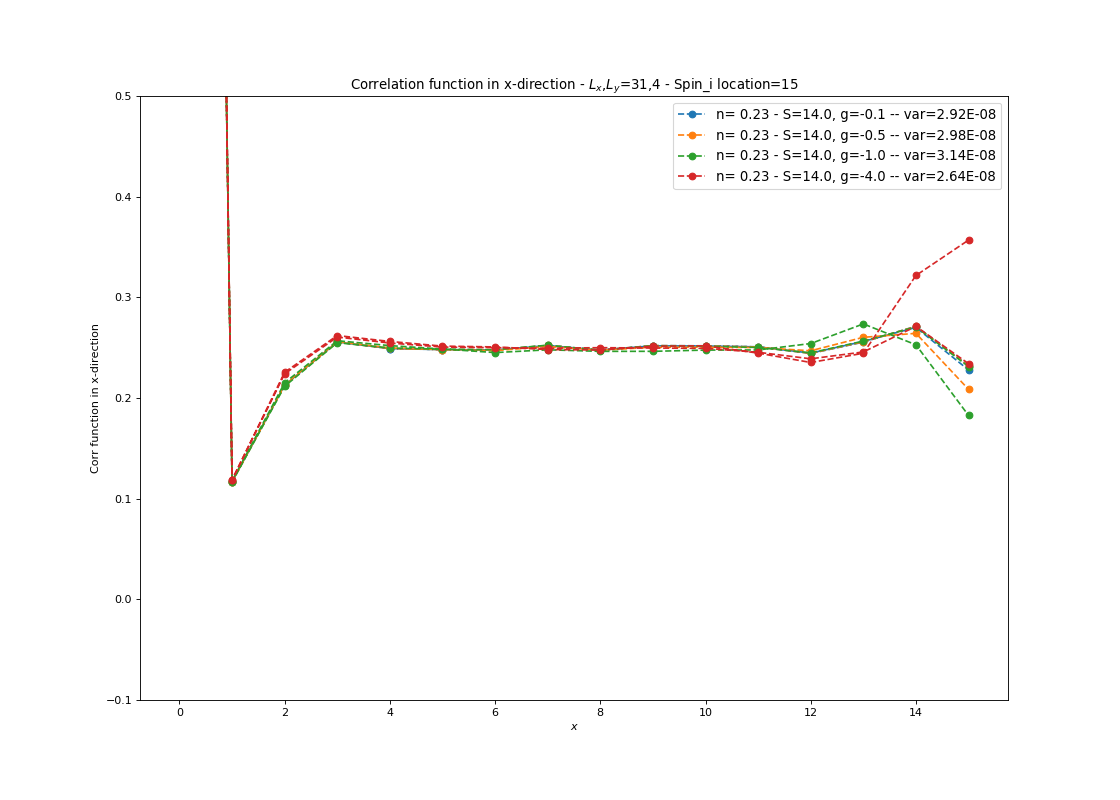 Correlation function in x-direction - $L_x$,$L_y$=31,4 - Spin_i location=15
0.5
0.4
0.3
0.2
0.1
0.0
−0.1
Corr function in x-direction
n= 0.23 - S=14.0, g=-0.1 -- var=2.92E-08
n= 0.23 - S=14.0, g=-0.5 -- var=2.98E-08
n= 0.23 - S=14.0, g=-1.0 -- var=3.14E-08
n= 0.23 - S=14.0, g=-4.0 -- var=2.64E-08
0 2 4 6 8 10 12 14
x